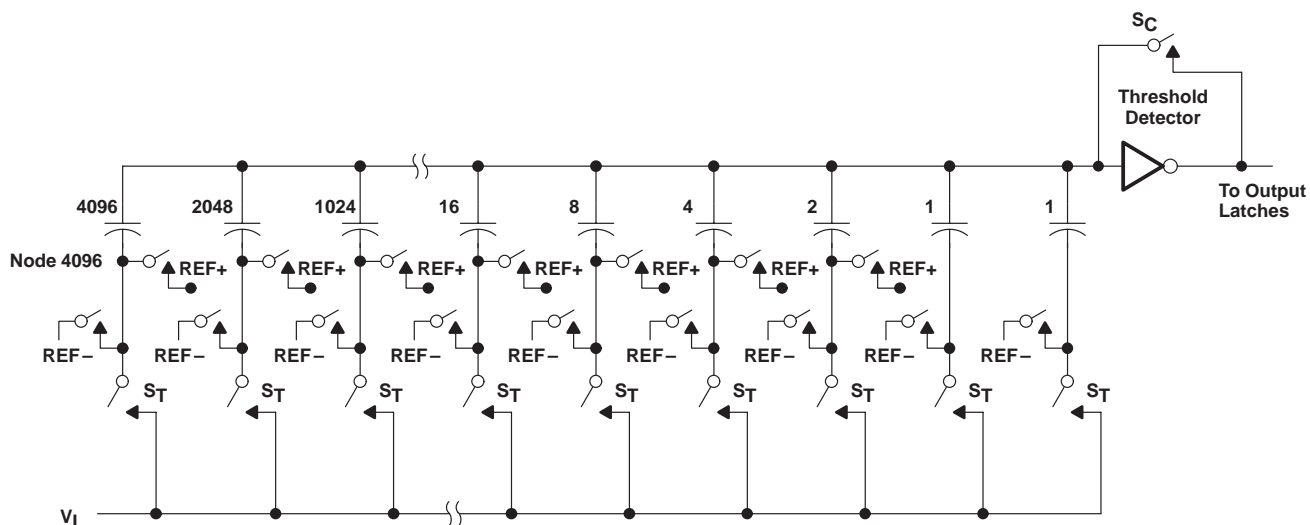 SC
Threshold
Detector
To Output
Latches
4096 2048 1024 16 8 4 2 1 1
Node 4096 REF+ REF+ REF+ REF+ REF+ REF+ REF+
REF− REF− REF− REF− REF− REF− REF− REF− REF−
ST ST ST ST ST ST ST ST ST
VI